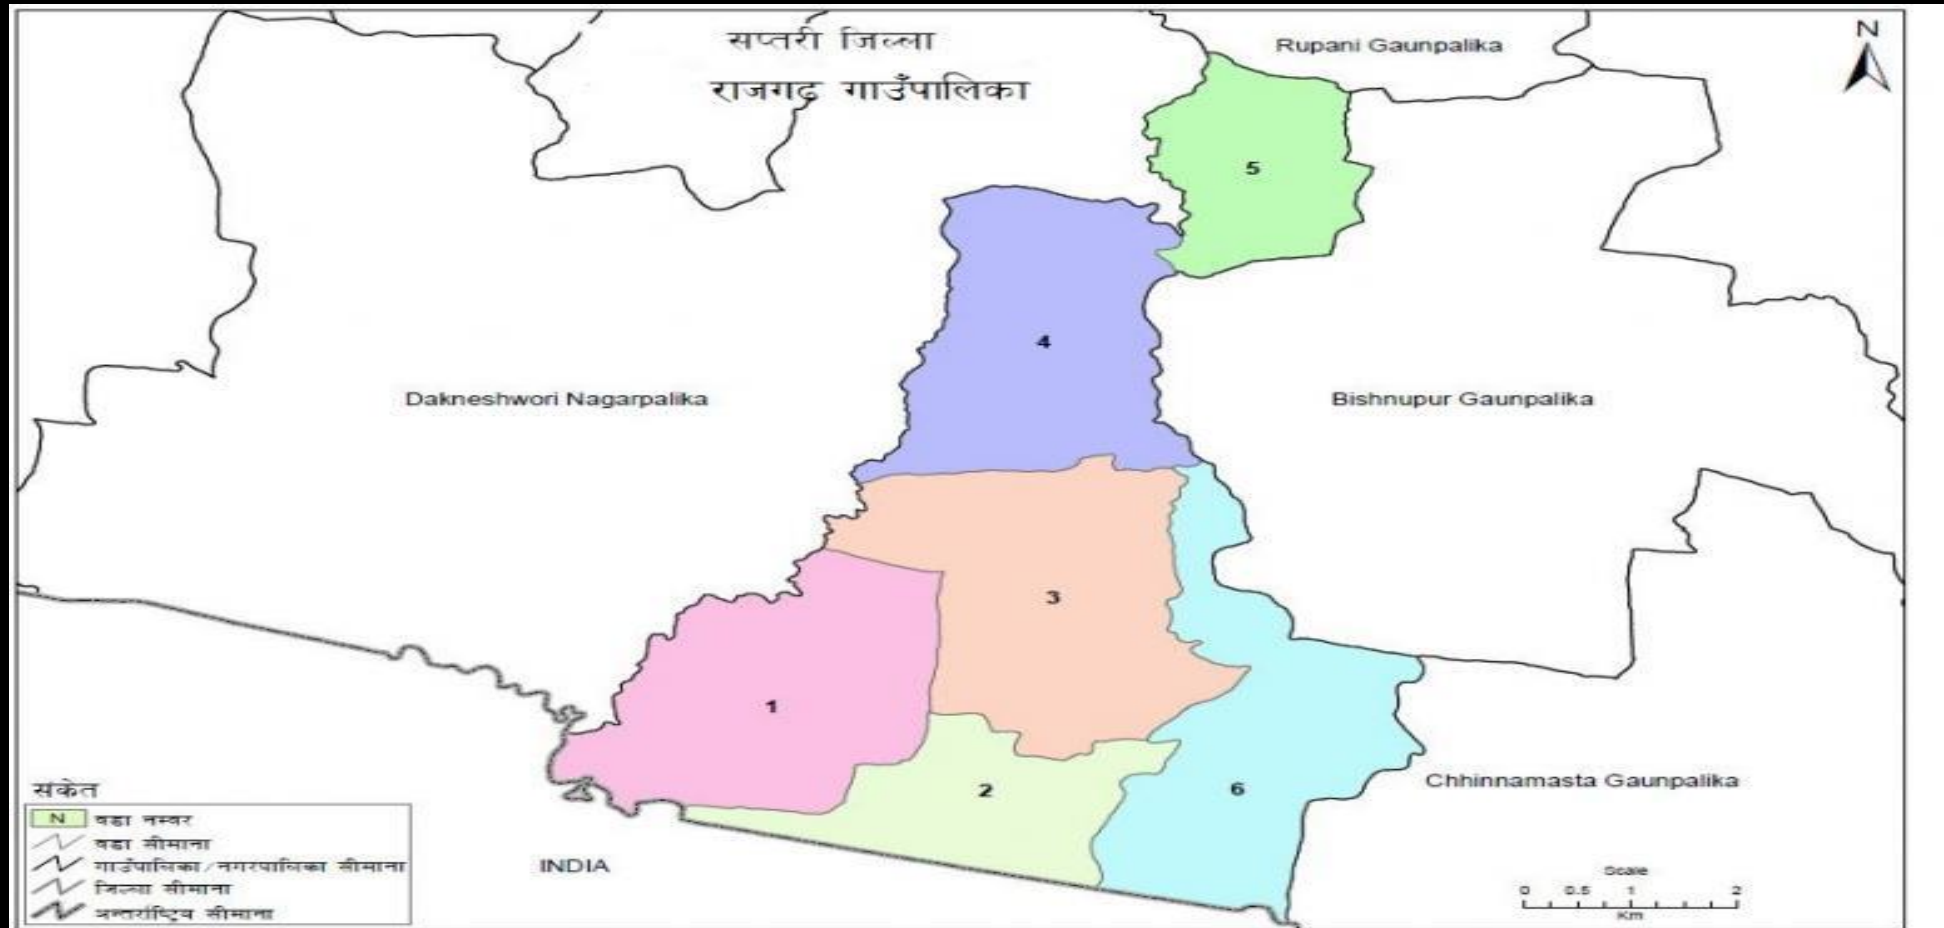 सप्तरी जिल्ला
राजगढ गाउँपालिका
Rupani Gaunpalika
N
5
4
Dakneshwori Nagarpalika
Bishnupur Gaunpalika
3
1
2
6
Chhinnamasta Gaunpalika
INDIA
संकेत
N वडा नम्बर
वडा सीमाना
गाउँपालिका/नगरपालिका सीमाना
जिल्ला सीमाना
अन्तर्राष्ट्रिय सीमाना
Scale
0 0.5 1 2
Km